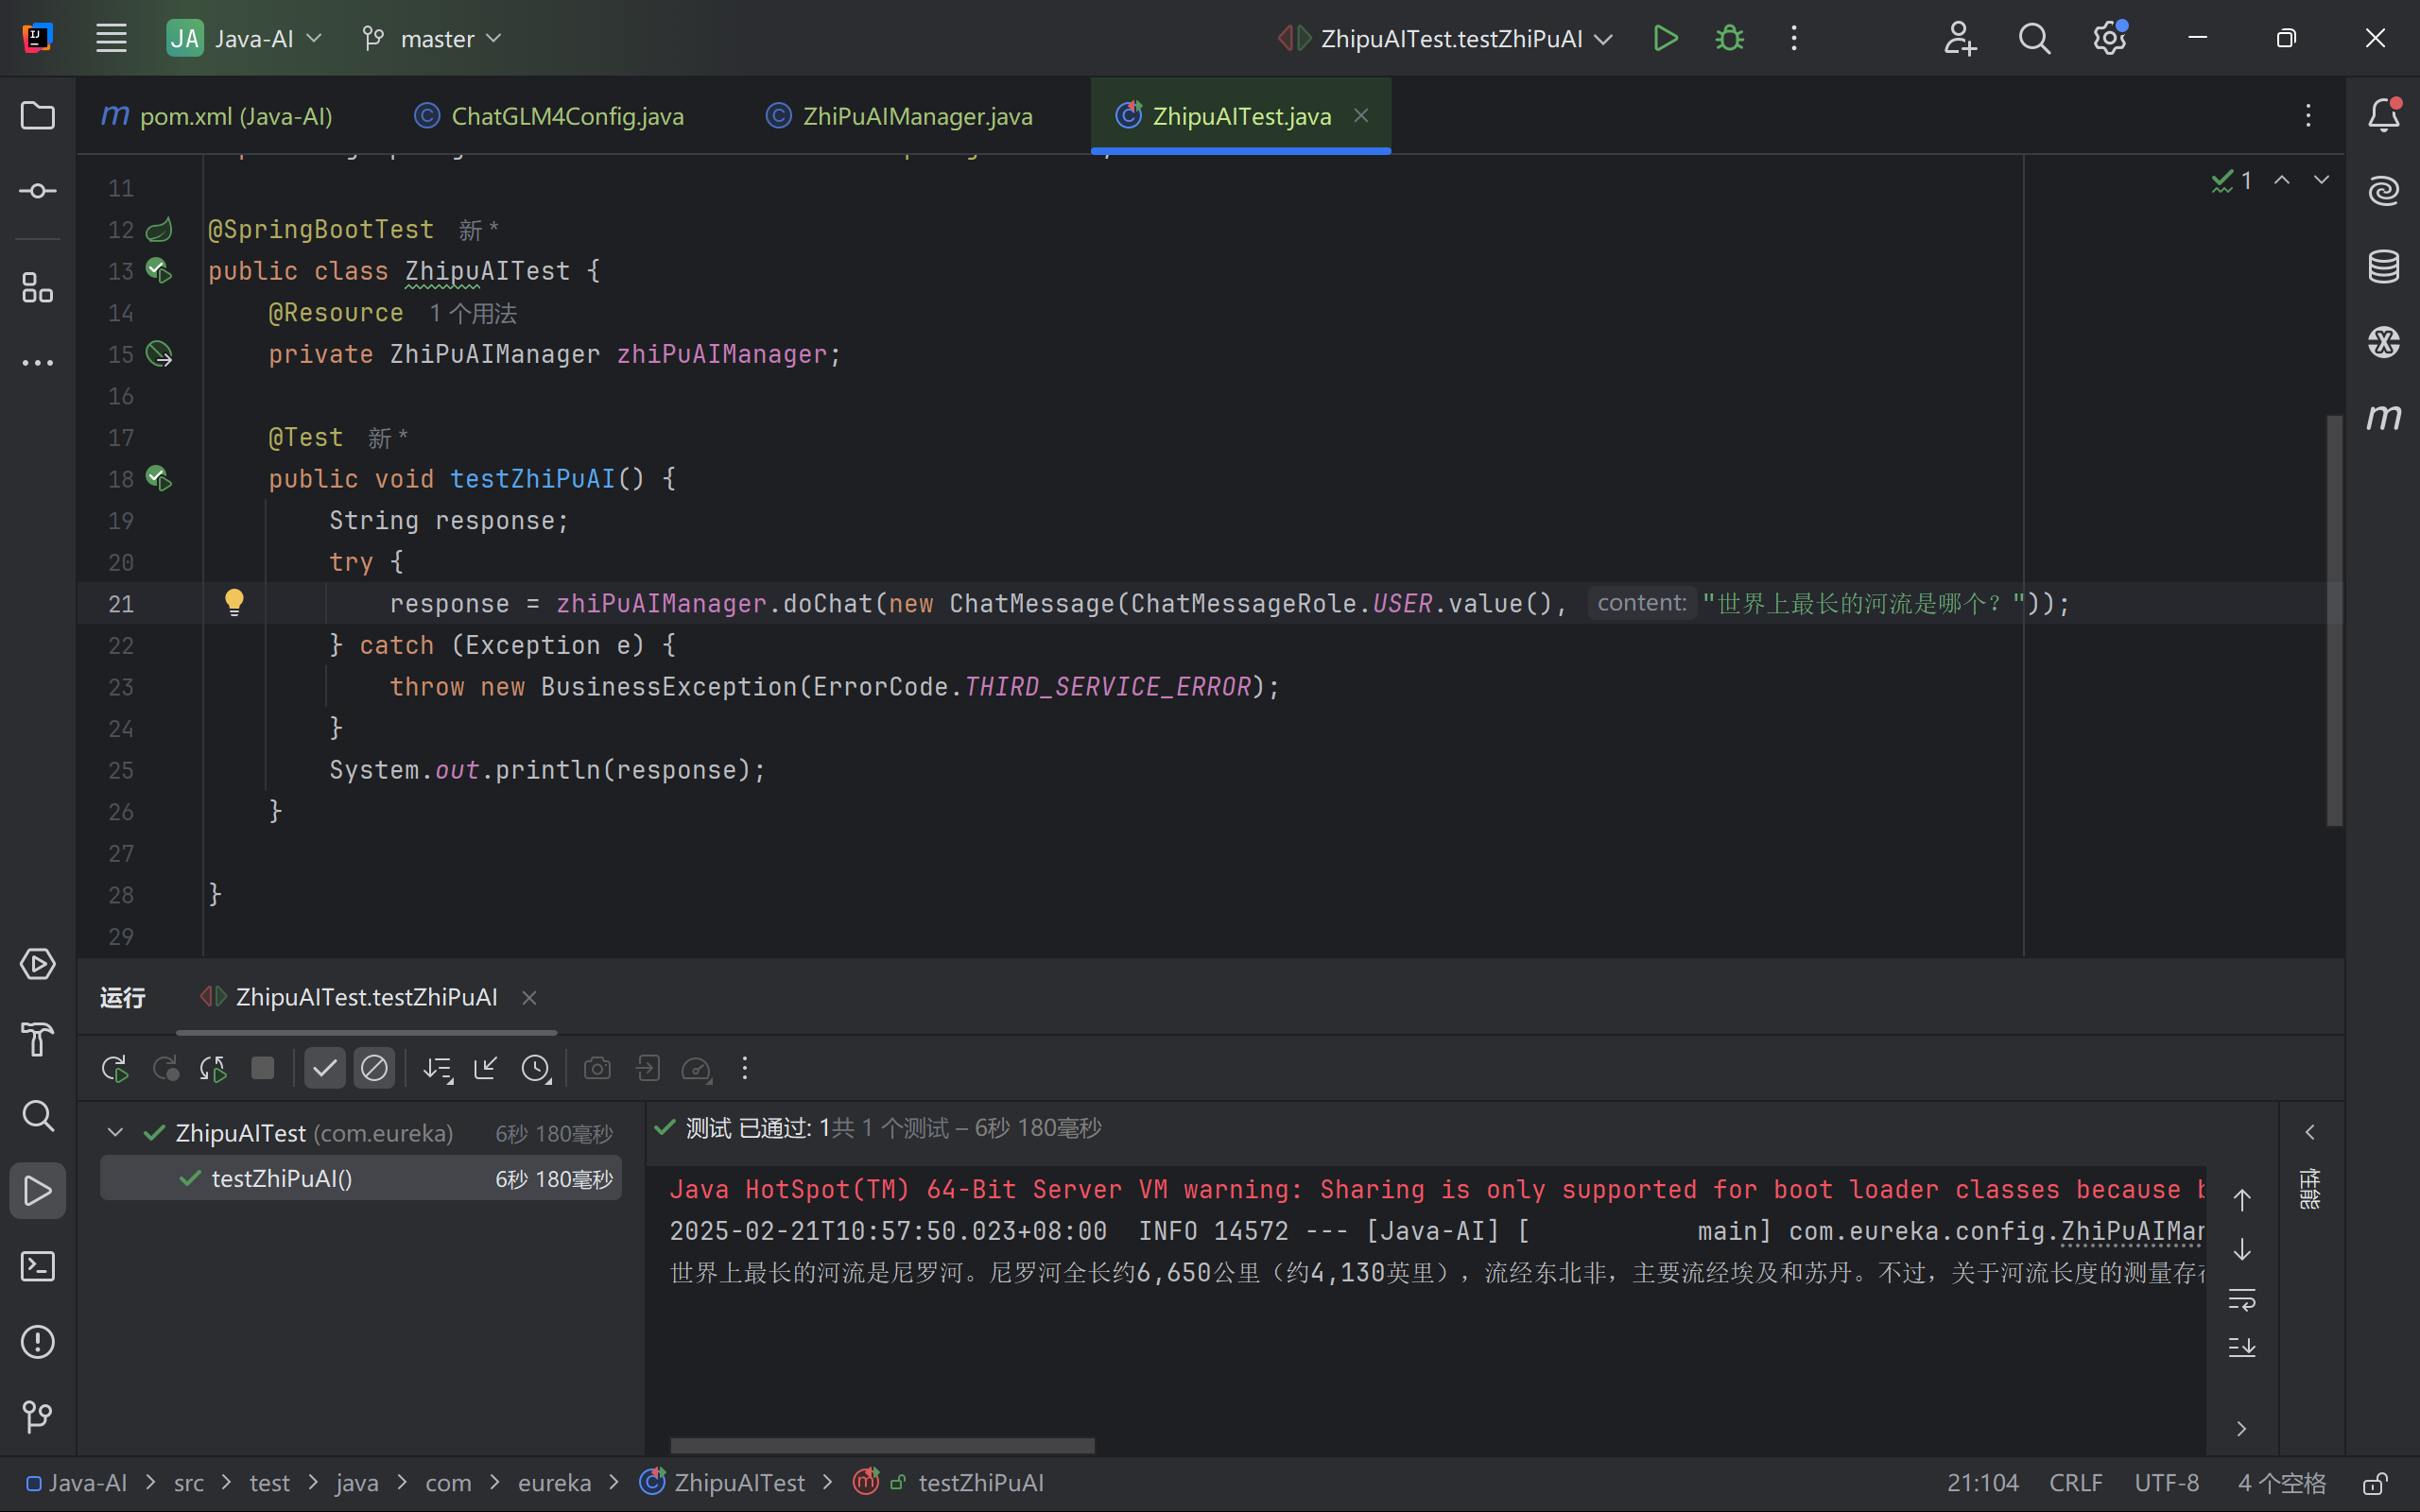 JA Java-AI master ZhipuAITest.testZhiPuAI
pom.xml (Java-AI) ChatGLM4Config.java ZhiPuAIManager.java ZhipuAITest.java
1
11
12 @SpringBootTest 新 *
13 public class ZhipuAITest {
14 @Resource 1 个用法
15 private ZhiPuAIManager zhiPuAIManager;
16
17 @Test 新 *
18 public void testZhiPuAI() {
19 String response;
20 try {
21 response = zhiPuAIManager.doChat(new ChatMessage(ChatMessageRole.USER.value(), content: "世界上最长的河流是哪个？"));
22 } catch (Exception e) {
23 throw new BusinessException(ErrorCode.THIRD_SERVICE_ERROR);
24 }
25 System.out.println(response);
26 }
27
28 }
29
运行 ZhipuAITest.testZhiPuAI
ZhipuAITest (com.eureka) 6秒 180毫秒
testZhiPuAI() 6秒 180毫秒
测试 已通过: 1共 1 个测试 – 6秒 180毫秒
Java HotSpot(TM) 64-Bit Server VM warning: Sharing is only supported for boot loader classes because
2025-02-21T10:57:50.023+08:00 INFO 14572 --- [Java-AI] [ main] com.eureka.config.ZhiPuAIMan
世界上最长的河流是尼罗河。尼罗河全长约6,650公里（约4,130英里），流经东北非，主要流经埃及和苏丹。不过，关于河流长度的测量存在
性能
Java-AI > src > test > java > com > eureka > ZhipuAITest > testZhiPuAI
21:104 CRLF UTF-8 4 个空格